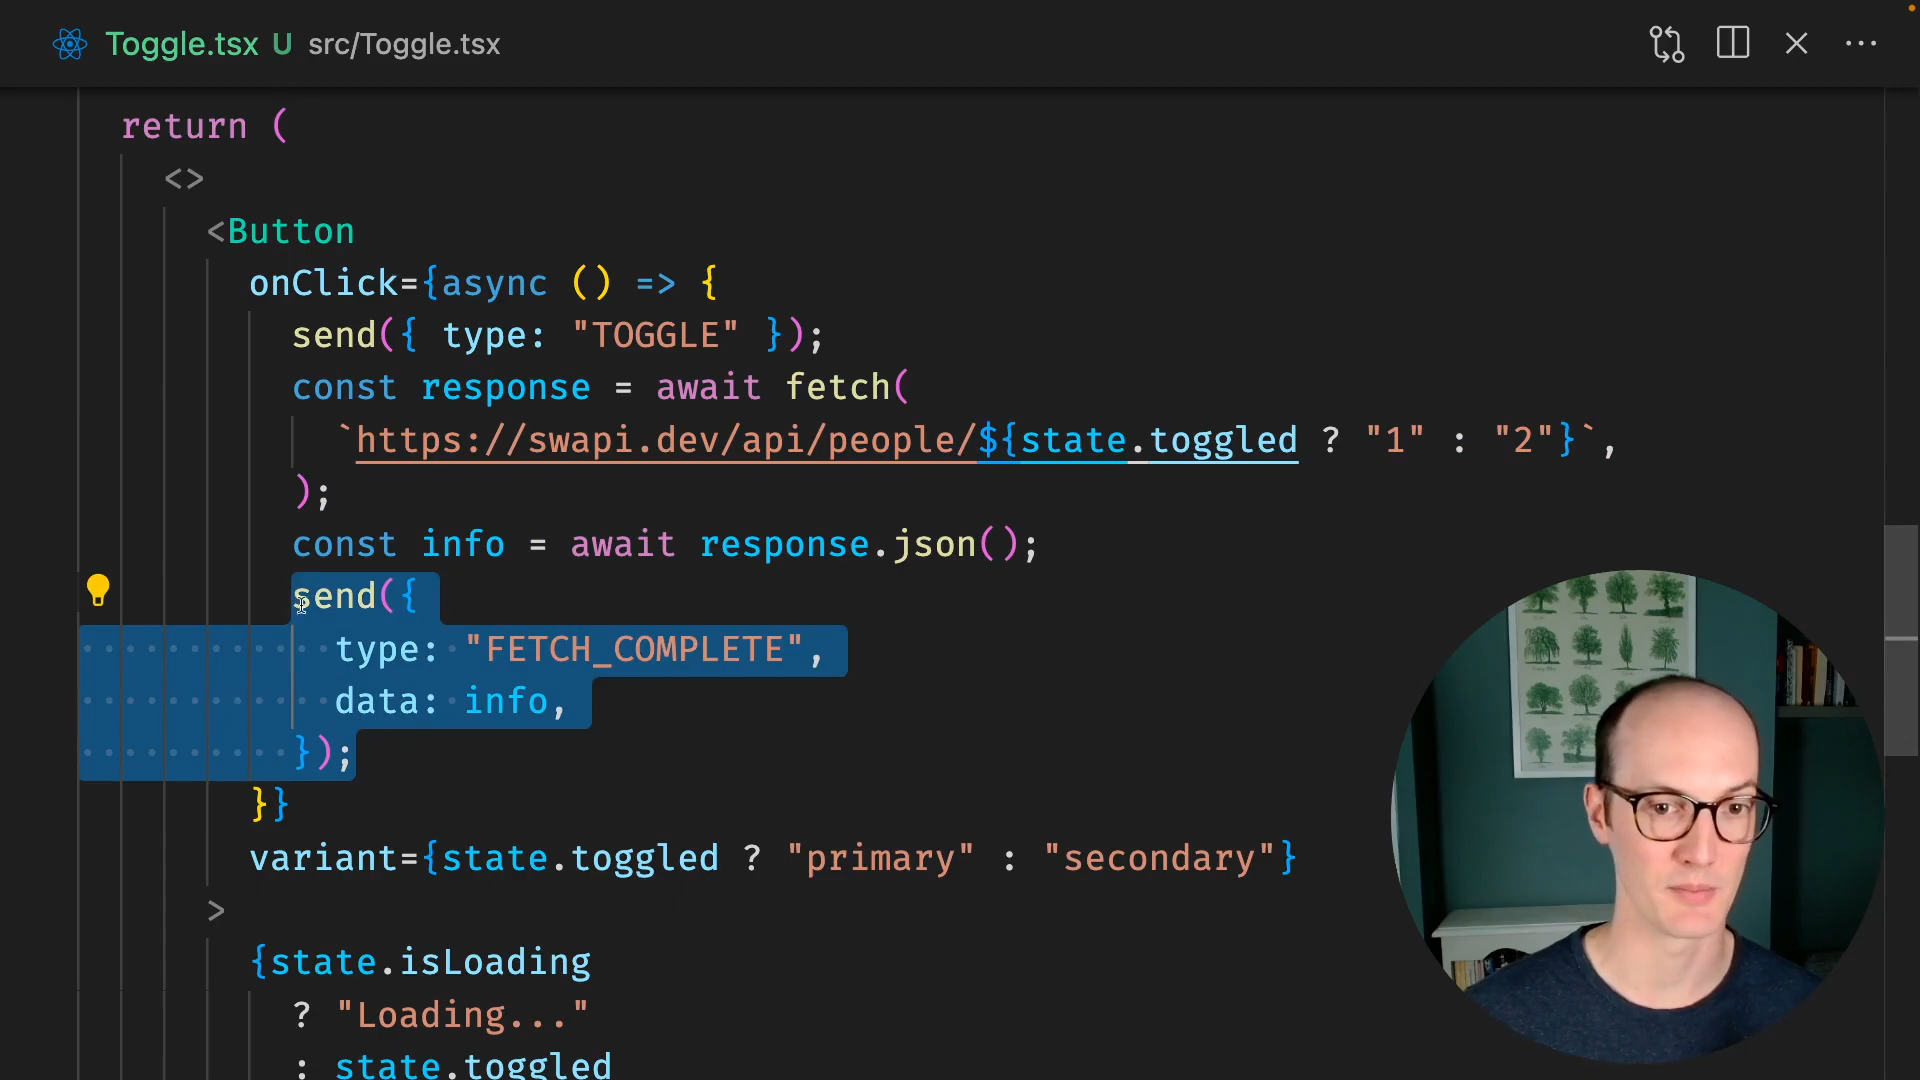 Toggle.tsx U src/Toggle.tsx
return (
<>
<Button
onClick={async () => {
send({ type: "TOGGLE" });
const response = await fetch(
`https://swapi.dev/api/people/${state.toggled ? "1" : "2"}`,
);
const info = await response.json();
send({
type: "FETCH_COMPLETE",
data: info,
});
}}
variant={state.toggled ? "primary" : "secondary"}
>
{state.isLoading
? "Loading..."
: state.toggled